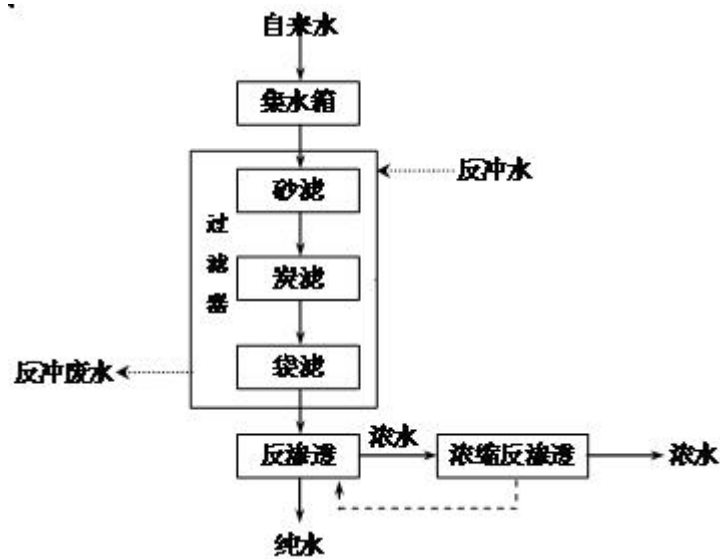 自来水
集水箱
反冲水
砂滤
过滤器
炭滤
袋滤
反冲废水
反渗透
浓水
浓缩反渗透
浓水
纯水